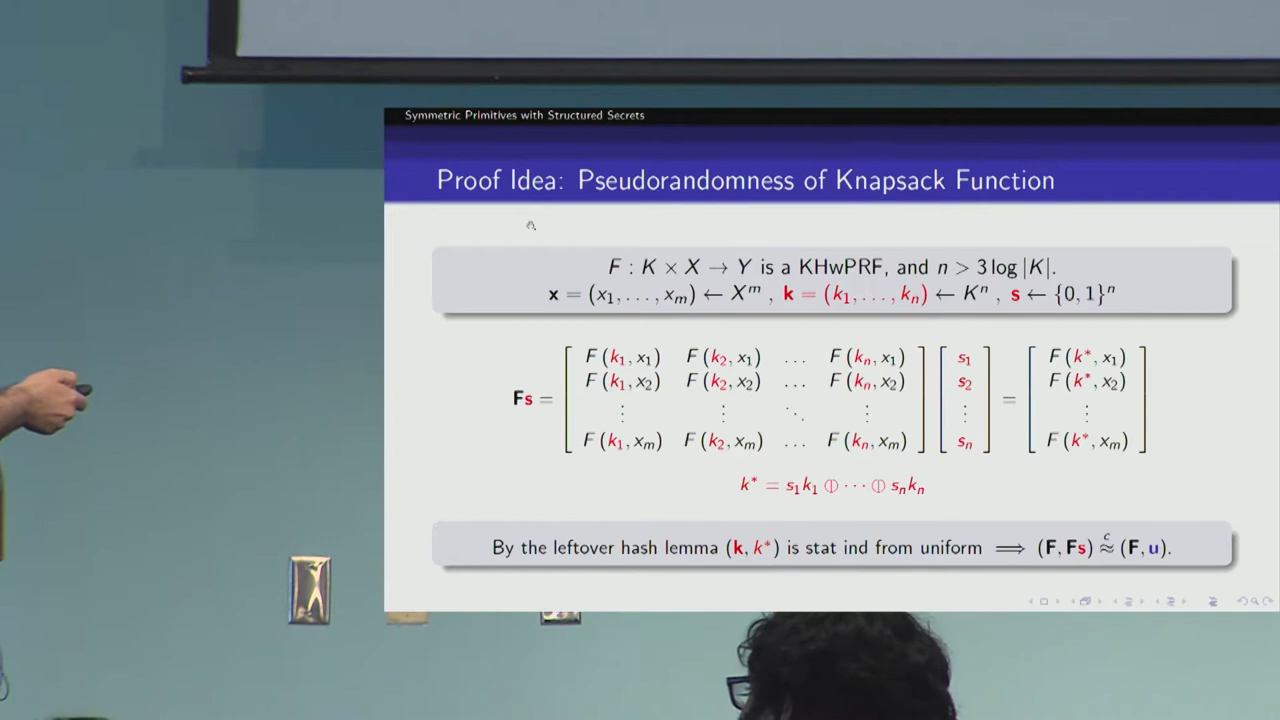 Symmetric Primitives with Structured Secrets
Proof Idea: Pseudorandomness of Knapsack Function
F : K × X → Y is a KHwPRF, and n > 3 log |K|.
x = (x₁, . . . , xₘ) ← Xᵐ , k = (k₁, . . . , kₙ) ← Kⁿ , s ← {0, 1}ⁿ
F (k₁, x₁) F (k₂, x₁) . . . F (kₙ, x₁) s₁ F (k*, x₁)
F (k₁, x₂) F (k₂, x₂) . . . F (kₙ, x₂) s₂ F (k*, x₂)
Fs = ⋮ ⋮ ⋱ ⋮ ⋮ = ⋮
F (k₁, xₘ) F (k₂, xₘ) . . . F (kₙ, xₘ) sₙ F (k*, xₘ)
k* = s₁k₁ ⦶ · · · ⦶ sₙkₙ
By the leftover hash lemma (k, k*) is stat ind from uniform ⟹ (F, Fs) ≈ᶜ (F, u).